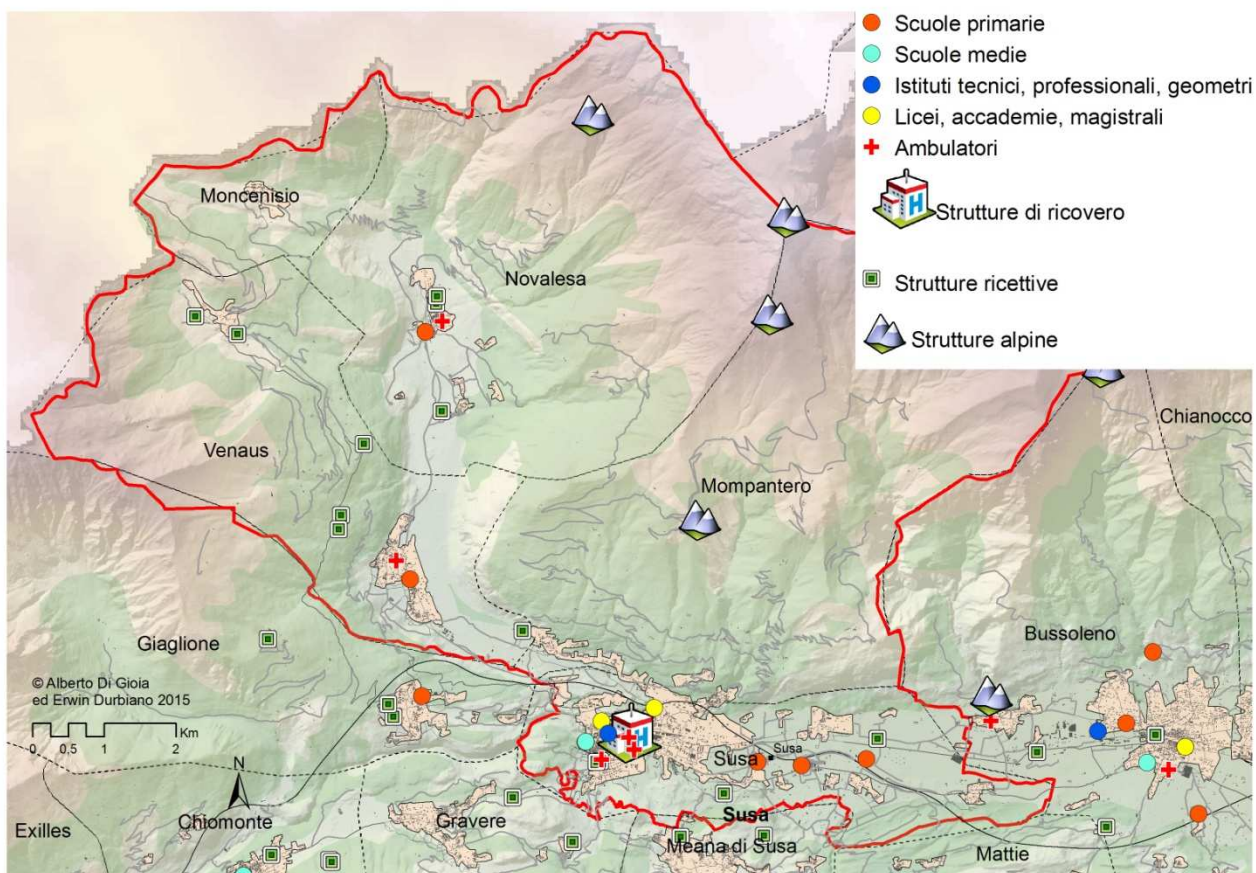 Scuole primarie
Scuole medie
Istituti tecnici, professionali, geometri
Licei, accademie, magistrali
Ambulatori
H
Strutture di ricovero
Strutture ricettive
Strutture alpine
Moncenisio
Novalesa
Chianocco
Venaus
Mompantero
Giaglione
Bussoleno
© Alberto Di Gioia
ed Erwin Durbiano 2015
Km
0 0.5 1 2
N
H
Susa
Susa
Exilles
Chiomonte
Gravere
Susa
Meana di Susa
Mattie